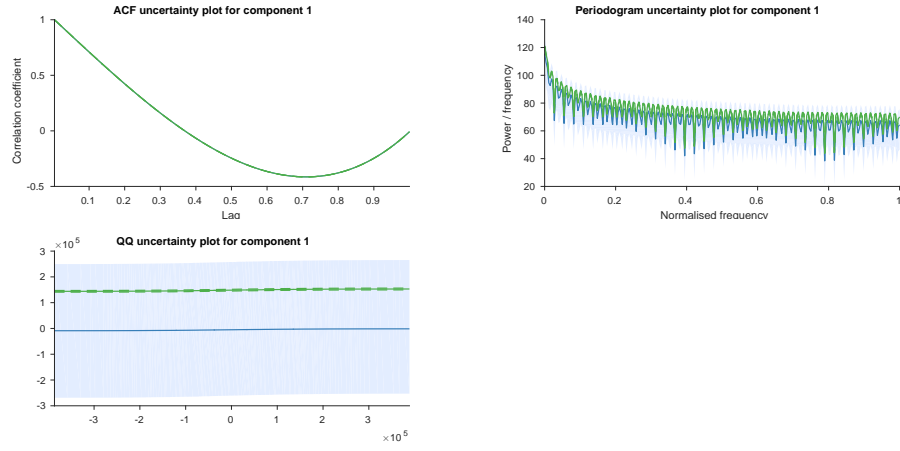 ACF uncertainty plot for component 1
1
0.5
0
-0.5
Correlation coefficient
0.1 0.2 0.3 0.4 0.5 0.6 0.7 0.8 0.9
Lag
Periodogram uncertainty plot for component 1
140
120
100
80
60
40
20
Power / frequency
0 0.2 0.4 0.6 0.8 1
Normalised frequency
QQ uncertainty plot for component 1
×10^5
3
2
1
0
-1
-2
-3
-3 -2 -1 0 1 2 3
×10^5